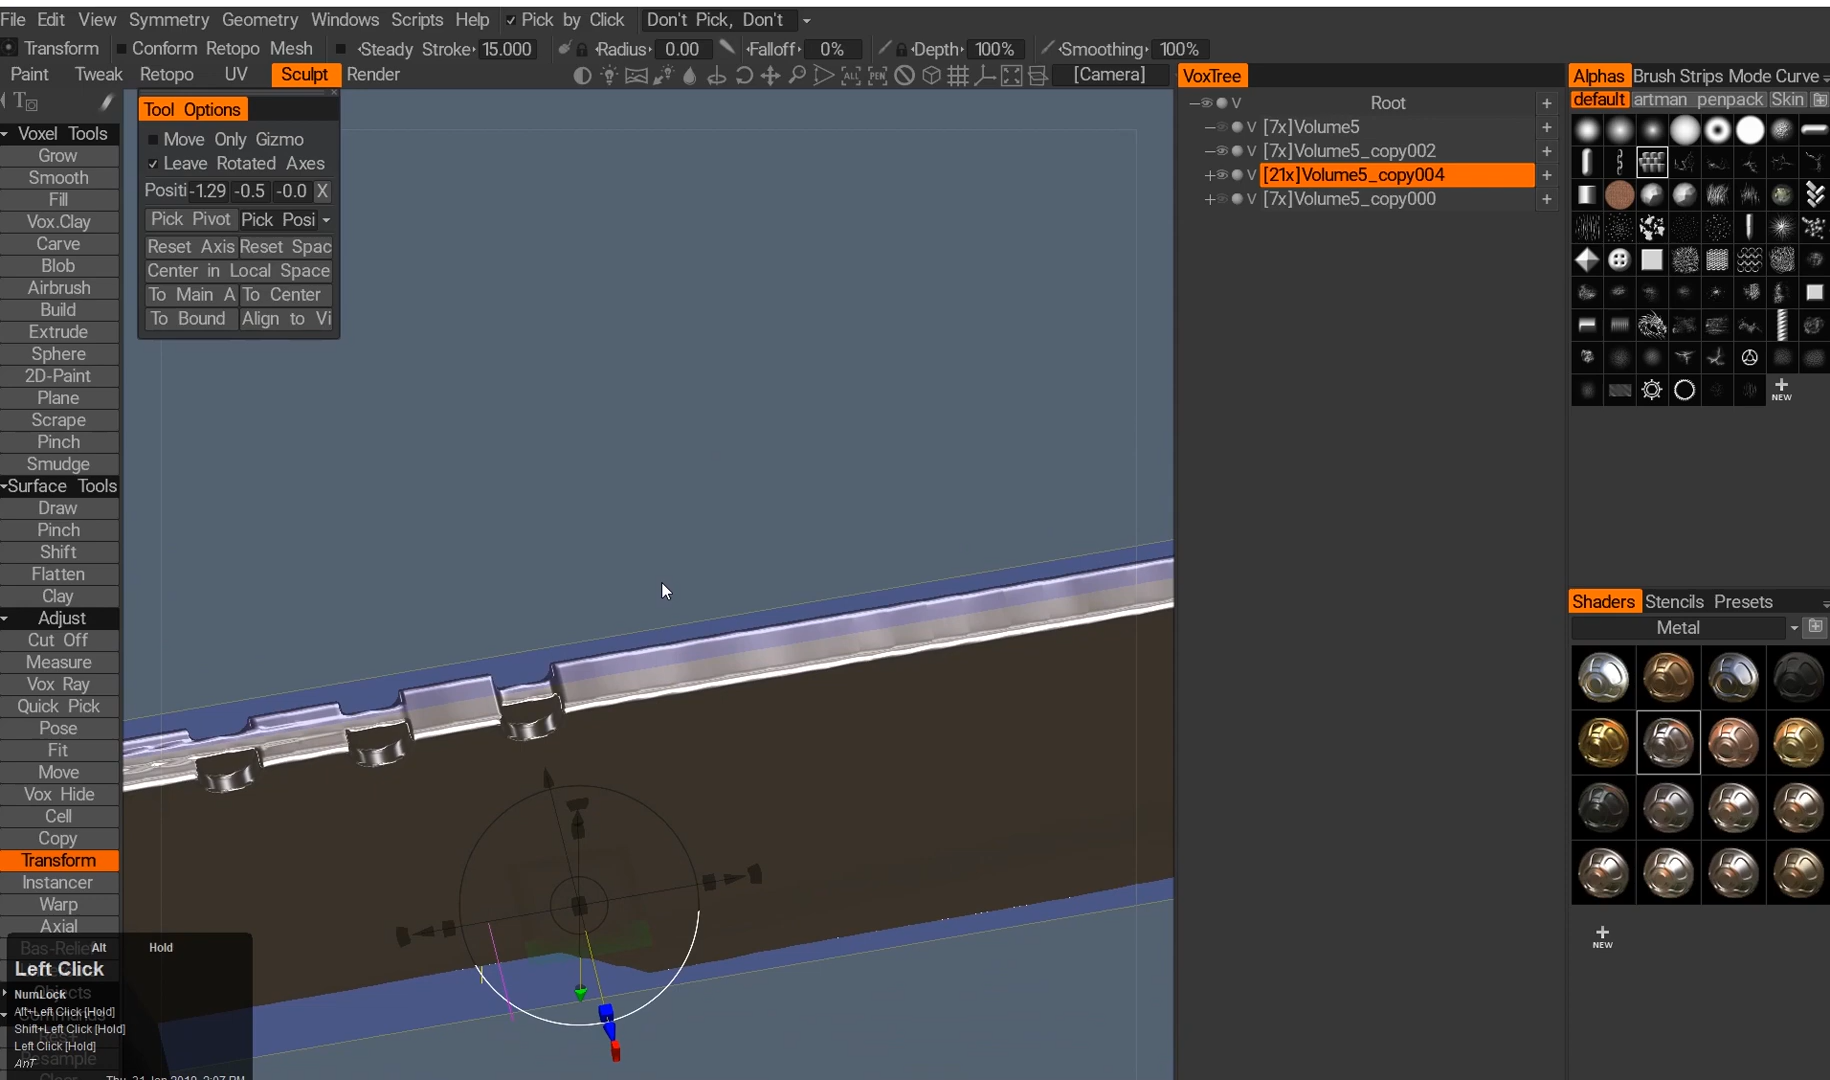 File Edit View Symmetry Geometry Windows Scripts Help Pick by Click Don't Pick, Don't
Transform Conform Retopo Mesh Steady Stroke 15.000 Radius 0.00 Falloff 0% Depth 100% Smoothing 100%
Paint Tweak Retopo UV Sculpt Render ALL PEN [Camera] VoxTree Alphas Brush Strips Mode Curve
Tool Options
Move Only Gizmo
Leave Rotated Axes
Positi -1.29 -0.5 -0.0 X
Pick Pivot Pick Posi
Reset Axis Reset Spac
Center in Local Space
To Main A To Center
To Bound Align to Vi
Voxel Tools
Grow
Smooth
Fill
Vox.Clay
Carve
Blob
Airbrush
Build
Extrude
Sphere
2D-Paint
Plane
Scrape
Pinch
Smudge
Surface Tools
Draw
Pinch
Shift
Flatten
Clay
Adjust
Cut Off
Measure
Vox Ray
Quick Pick
Pose
Fit
Move
Vox Hide
Cell
Copy
Transform
Instancer
Warp
Axial
Bas-Relief
Alt Hold
Left Click
NumLock
Alt+Left Click [Hold]
Shift+Left Click [Hold]
Left Click [Hold]
V Root +
V [7x]Volume5 +
V [7x]Volume5_copy002 +
+ V [21x]Volume5_copy004 +
+ V [7x]Volume5_copy000 +
default artman penpack Skin
+ NEW
Shaders Stencils Presets
Metal
+ NEW